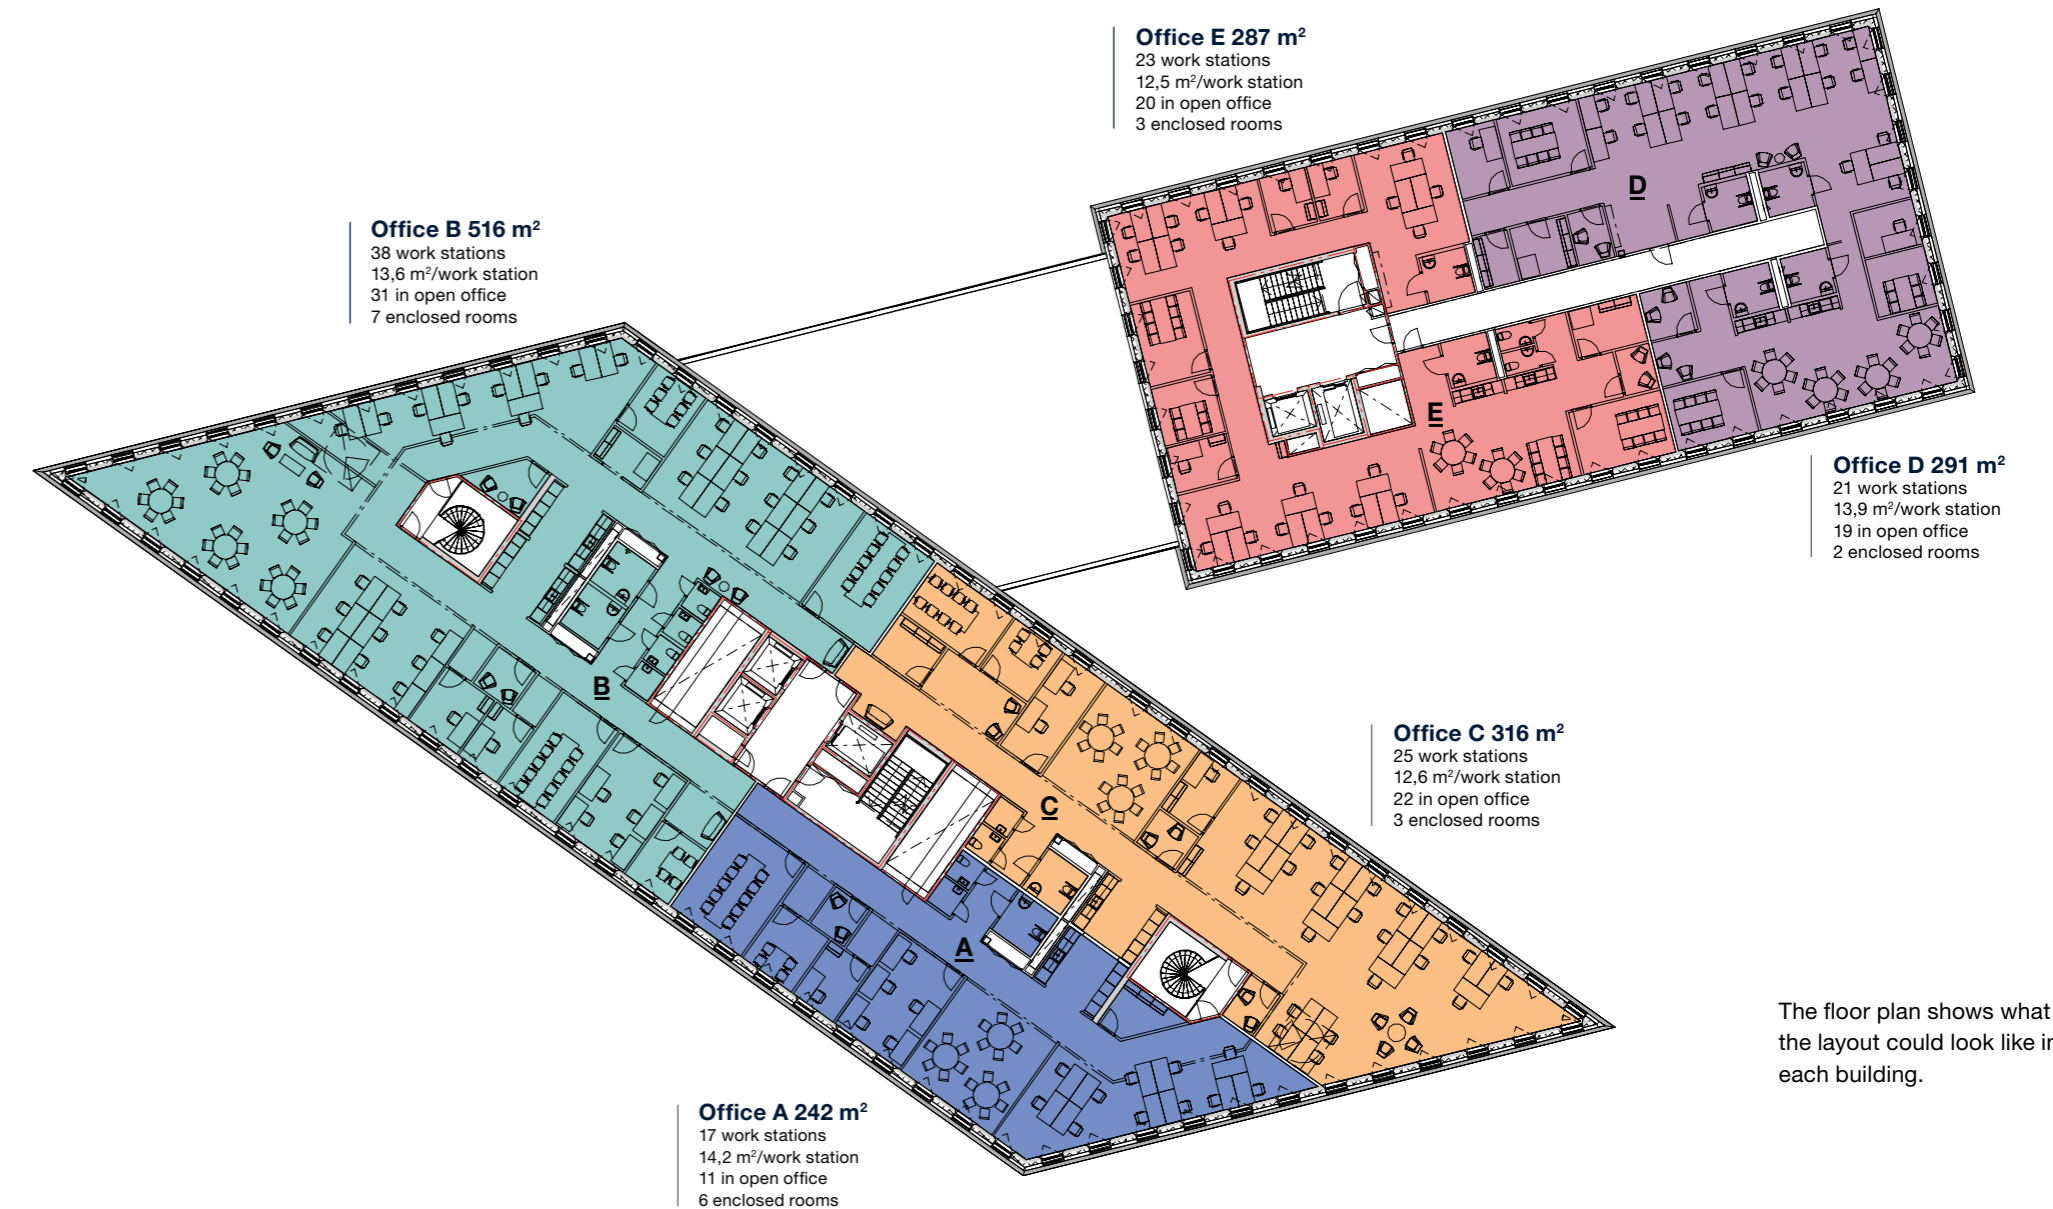 Office E 287 m²
23 work stations
12,5 m²/work station
20 in open office
3 enclosed rooms
D
Office B 516 m²
38 work stations
13,6 m²/work station
31 in open office
7 enclosed rooms
E
Office D 291 m²
21 work stations
13,9 m²/work station
19 in open office
2 enclosed rooms
B
Office C 316 m²
25 work stations
12,6 m²/work station
22 in open office
3 enclosed rooms
C
A
The floor plan shows what
the layout could look like
each building.
Office A 242 m²
17 work stations
14,2 m²/work station
11 in open office
6 enclosed rooms